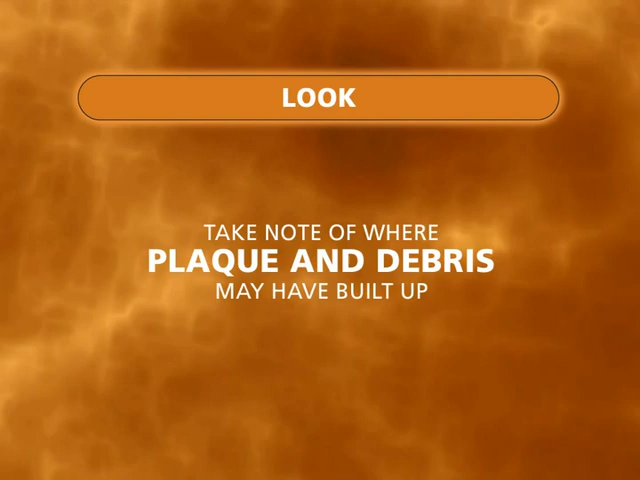 LOOK
TAKE NOTE OF WHERE
PLAQUE AND DEBRIS
MAY HAVE BUILT UP